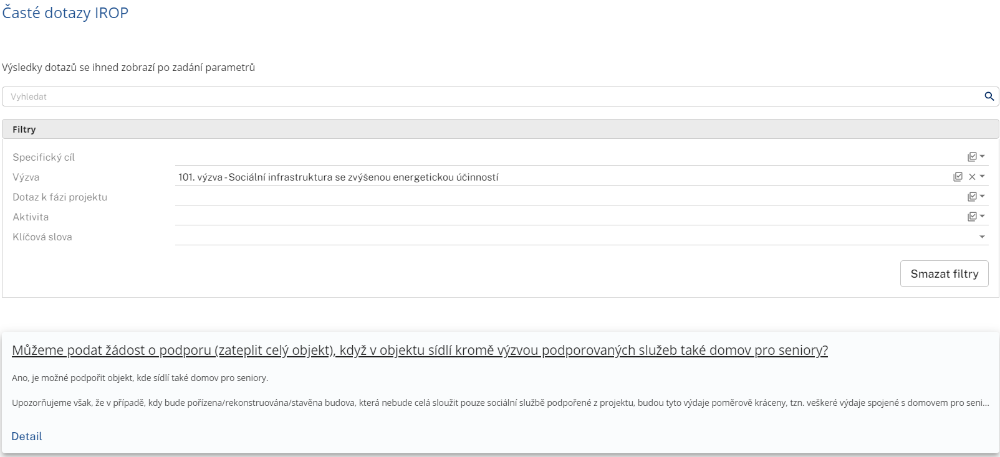 Časté dotazy IROP
Výsledky dotazů se ihned zobrazí po zadání parametrů
Vyhledat
Filtry
Specifický cíl
Výzva 101. výzva - Sociální infrastruktura se zvýšenou energetickou účinností
Dotaz k fázi projektu
Aktivita
Klíčová slova
Smazat filtry
Můžeme podat žádost o podporu (zateplit celý objekt), když v objektu sídlí kromě výzvou podporovaných služeb také domov pro seniory?
Ano, je možné podpořit objekt, kde sídlí také domov pro seniory.
Upozorňujeme však, že v případě, kdy bude pořízena/rekonstruována/stavěna budova, která nebude celá sloužit pouze sociální službě podpořené z projektu, budou tyto výdaje poměrově kráceny, tzn. veškeré výdaje spojené s domovem pro seni...
Detail